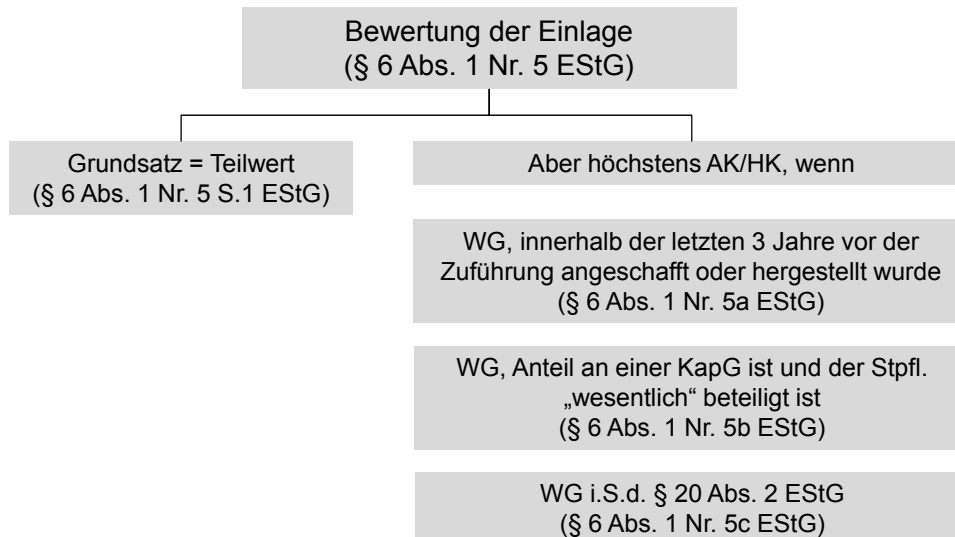 Bewertung der Einlage
(§ 6 Abs. 1 Nr. 5 EStG)
Grundsatz = Teilwert
(§ 6 Abs. 1 Nr. 5 S.1 EStG)
Aber höchstens AK/HK, wenn
WG, innerhalb der letzten 3 Jahre vor der
Zuführung angeschafft oder hergestellt wurde
(§ 6 Abs. 1 Nr. 5a EStG)
WG, Anteil an einer KapG ist und der Stpfl.
„wesentlich“ beteiligt ist
(§ 6 Abs. 1 Nr. 5b EStG)
WG i.S.d. § 20 Abs. 2 EStG
(§ 6 Abs. 1 Nr. 5c EStG)